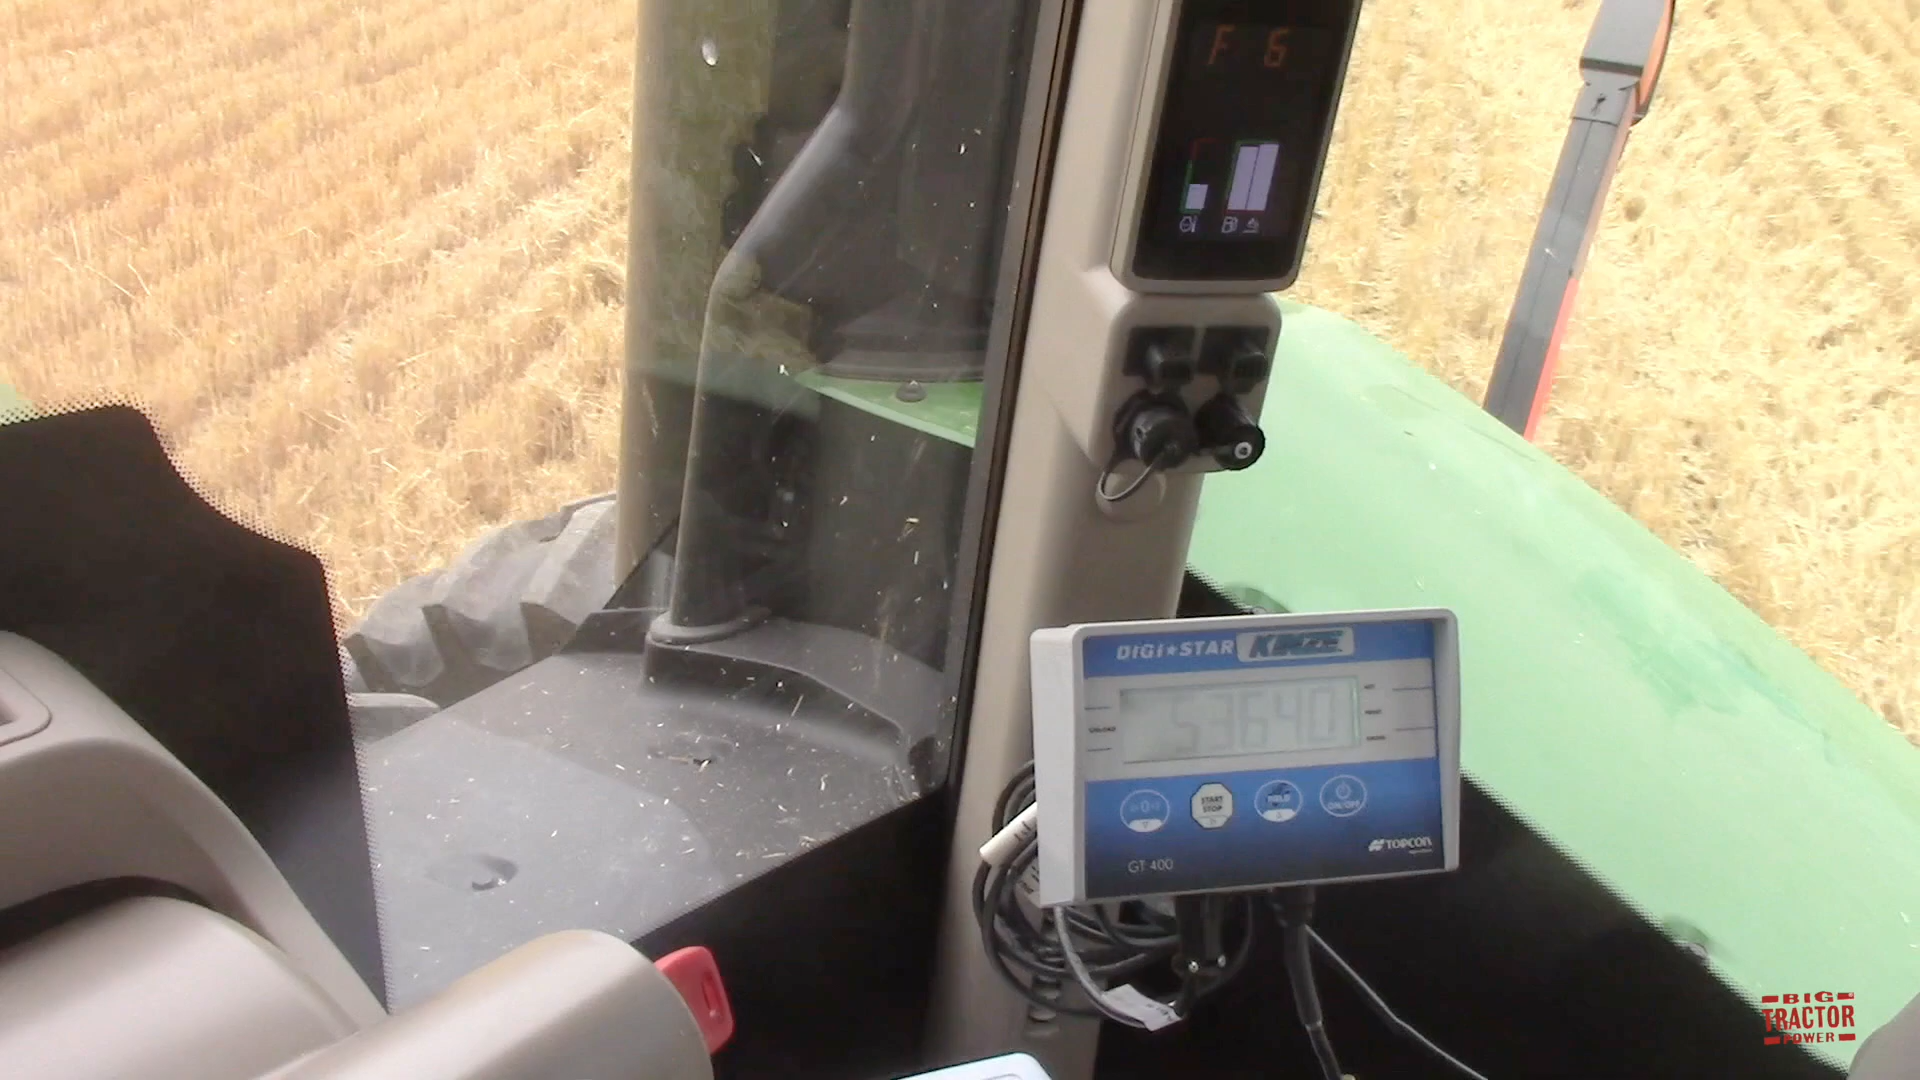 F 6
DIGI★STAR KINZE
53640
START
STOP
ON/OFF
GT 400
TOPCON
BIG
TRACTOR
POWER